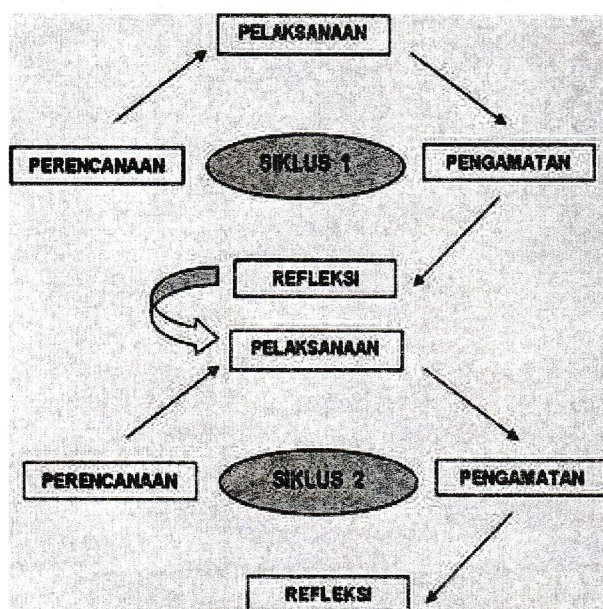 PELAKSANAAN
PERENCANAAN
SIKLUS 1
PENGAMATAN
REFLEKSI
PELAKSANAAN
PERENCANAAN
SIKLUS 2
PENGAMATAN
REFLEKSI